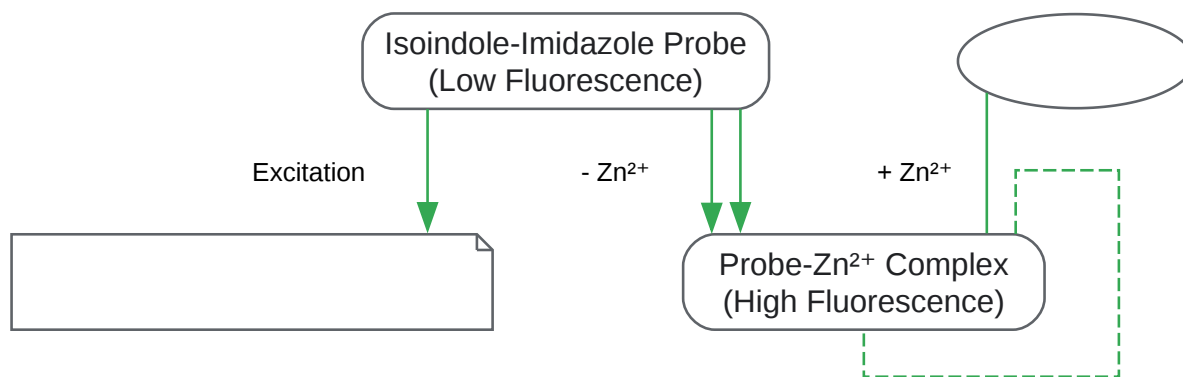 Isoindole-Imidazole Probe
(Low Fluorescence)
Excitation
- Zn²⁺
+ Zn²⁺
Probe-Zn²⁺ Complex
(High Fluorescence)